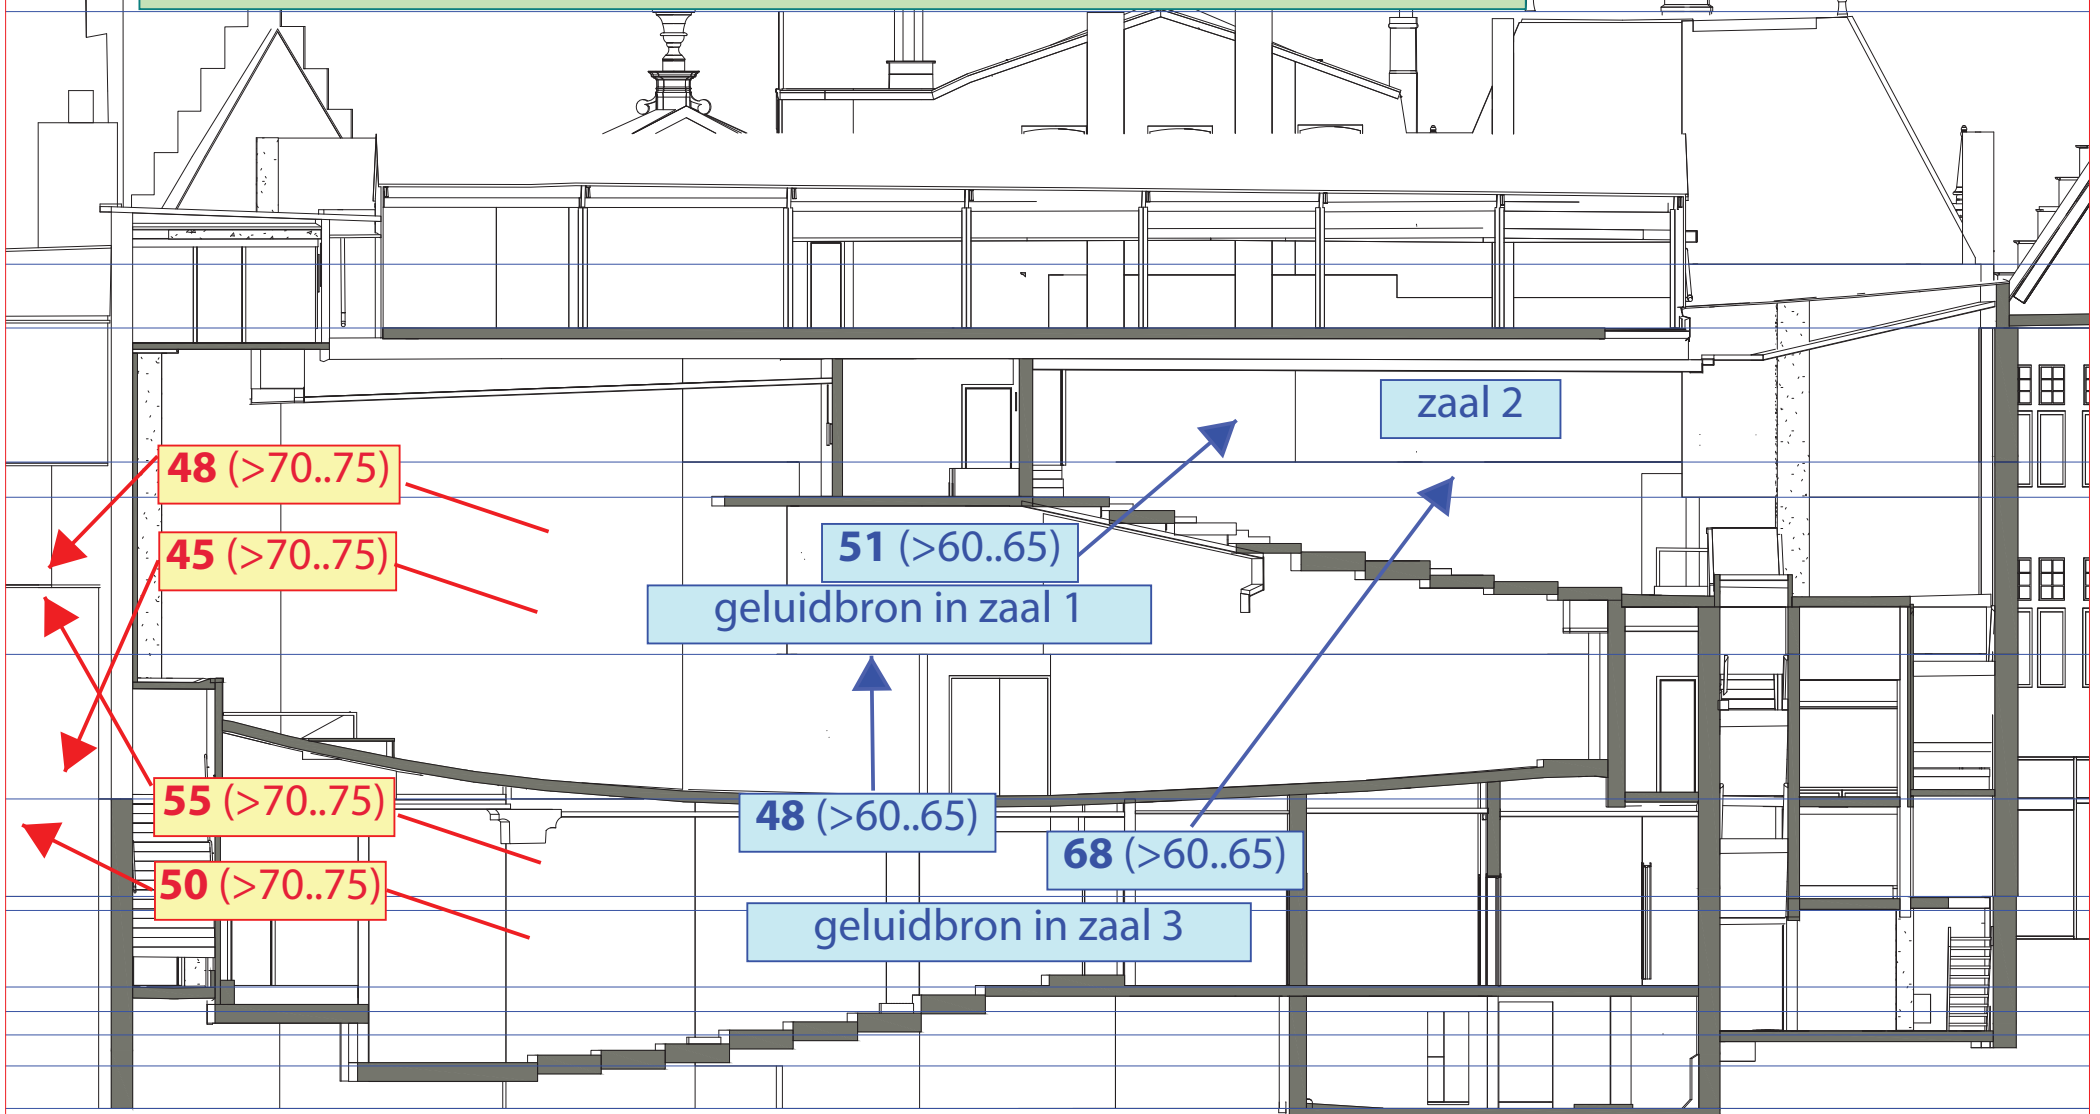 zaal 2
48 (>70..75)
45 (>70..75)
51 (>60..65)
geluidbron in zaal 1
55 (>70..75)
48 (>60..65)
68 (>60..65)
50 (>70..75)
geluidbron in zaal 3